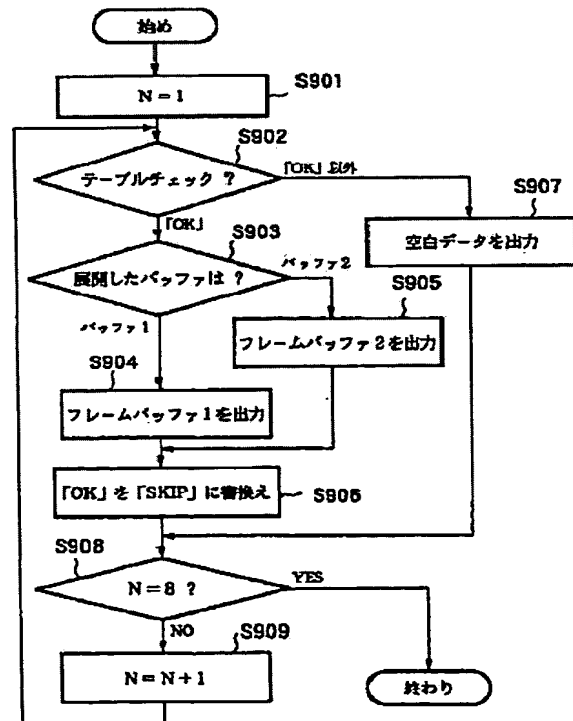 始め
S901
N=1
S902
テーブルチェック ?
「OK」以外
S907
空白データを出力
「OK」
S903
展開したバッファは ?
バッファ2
S905
フレームバッファ2を出力
バッファ1
S904
フレームバッファ1を出力
「OK」を「SKIP」に書換え
S906
S908
N=8 ?
YES
NO
S909
N=N+1
終わり